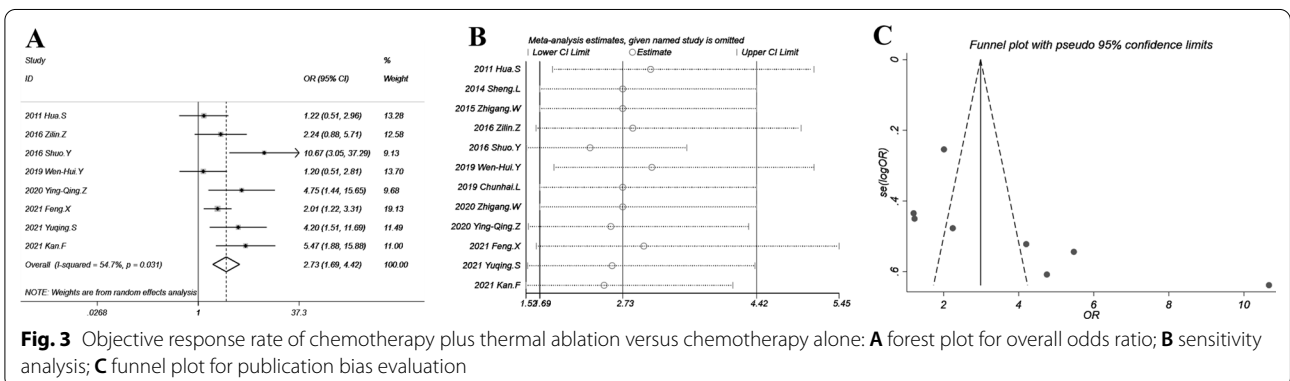 A
Study
ID
OR (95% CI)
%
Weight
2011 Hua.S 1.22 (0.51, 2.96) 13.28
2016 Zilin.Z 2.24 (0.88, 5.71) 12.58
2016 Shuo.Y 10.67 (3.05, 37.29) 9.13
2019 Wen-Hui.Y 1.20 (0.51, 2.81) 13.70
2020 Ying-Qing.Z 4.75 (1.44, 15.65) 9.68
2021 Feng.X 2.01 (1.22, 3.31) 19.13
2021 Yuqing.S 4.20 (1.51, 11.69) 11.49
2021 Kan.F 5.47 (1.88, 15.88) 11.00
Overall (I-squared = 54.7%, p = 0.031) 2.73 (1.69, 4.42) 100.00
NOTE: Weights are from random effects analysis
.0268 1 37.3
B
Meta-analysis estimates, given named study is omitted
Lower CI Limit Estimate Upper CI Limit
2011 Hua.S
2014 Sheng.L
2015 Zhigang.W
2016 Zilin.Z
2016 Shuo.Y
2019 Wen-Hui.Y
2019 Chunhai.L
2020 Zhigang.W
2020 Ying-Qing.Z
2021 Feng.X
2021 Yuqing.S
2021 Kan.F
1.69 2.73 4.42 5.45
C
Funnel plot with pseudo 95% confidence limits
0
.2
.4
.6
se(logOR)
2 4 6 8 10
OR
Fig. 3 Objective response rate of chemotherapy plus thermal ablation versus chemotherapy alone: A forest plot for overall odds ratio; B sensitivity
analysis; C funnel plot for publication bias evaluation